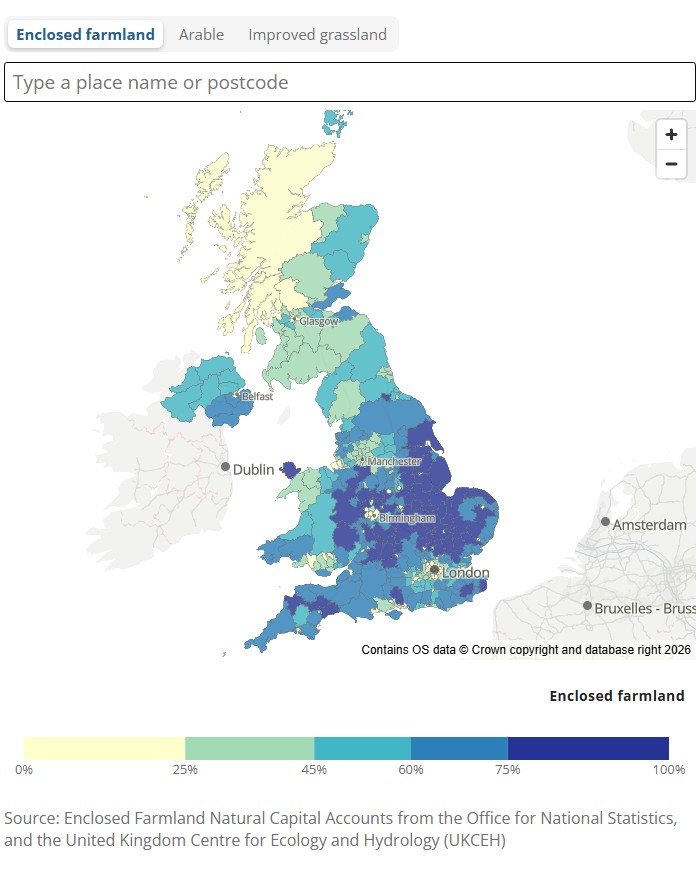 Enclosed farmland Arable Improved grassland
Type a place name or postcode
+
−
Glasgow
Belfast
Manchester
Dublin
Birmingham
Amsterdam
London
Bruxelles - Bruss
Contains OS data © Crown copyright and database right 2026
Enclosed farmland
0% 25% 45% 60% 75% 100%
Source: Enclosed Farmland Natural Capital Accounts from the Office for National Statistics,
and the United Kingdom Centre for Ecology and Hydrology (UKCEH)